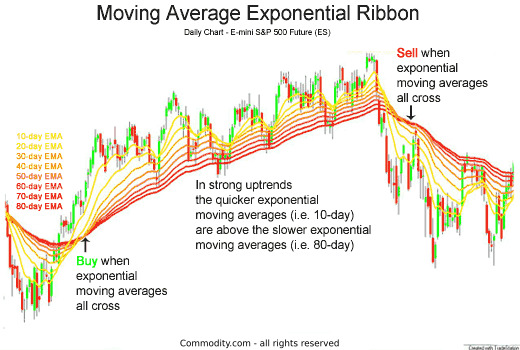 Moving Average Exponential Ribbon
Daily Chart - E-mini S&P 500 Future (ES)
Sell when
exponential
moving averages
all cross
10-day EMA
20-day EMA
30-day EMA
40-day EMA
50-day EMA
60-day EMA
70-day EMA
80-day EMA
In strong uptrends
the quicker exponential
moving averages (i.e. 10-day)
are above the slower exponential
moving averages (i.e. 80-day)
Buy when
exponential
moving averages
all cross
Commodity.com - all rights reserved
Created with TradeStation